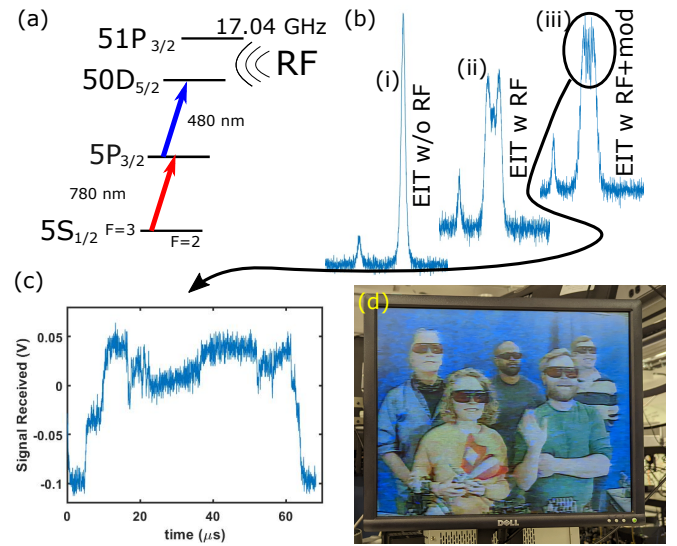 (a)
51P 3/2
17.04 GHz
RF
50D5/2
480 nm
5P3/2
780 nm
5S1/2 F=3 F=2
(b)
(i)
EIT w/o RF
(ii)
EIT w RF
(iii)
EIT w RF+mod
(c)
Signal Received (V)
0.05
0
-0.05
-0.1
0 20 40 60
time (μs)
(d)
DELL